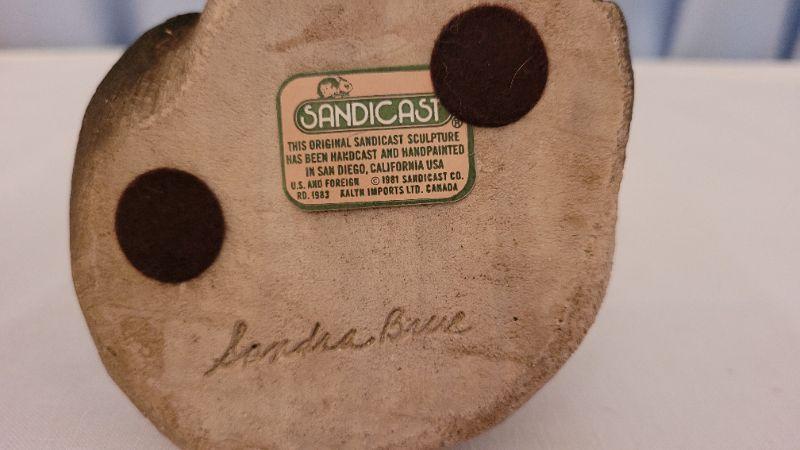 SANDICAST ®
THIS ORIGINAL SANDICAST SCULPTURE
HAS BEEN HANDCAST AND HANDPAINTED
IN SAN DIEGO, CALIFORNIA USA
U.S. AND FOREIGN © 1981 SANDICAST CO.
RD. 1983 KALTN IMPORTS LTD. CANADA
Sandra Brue